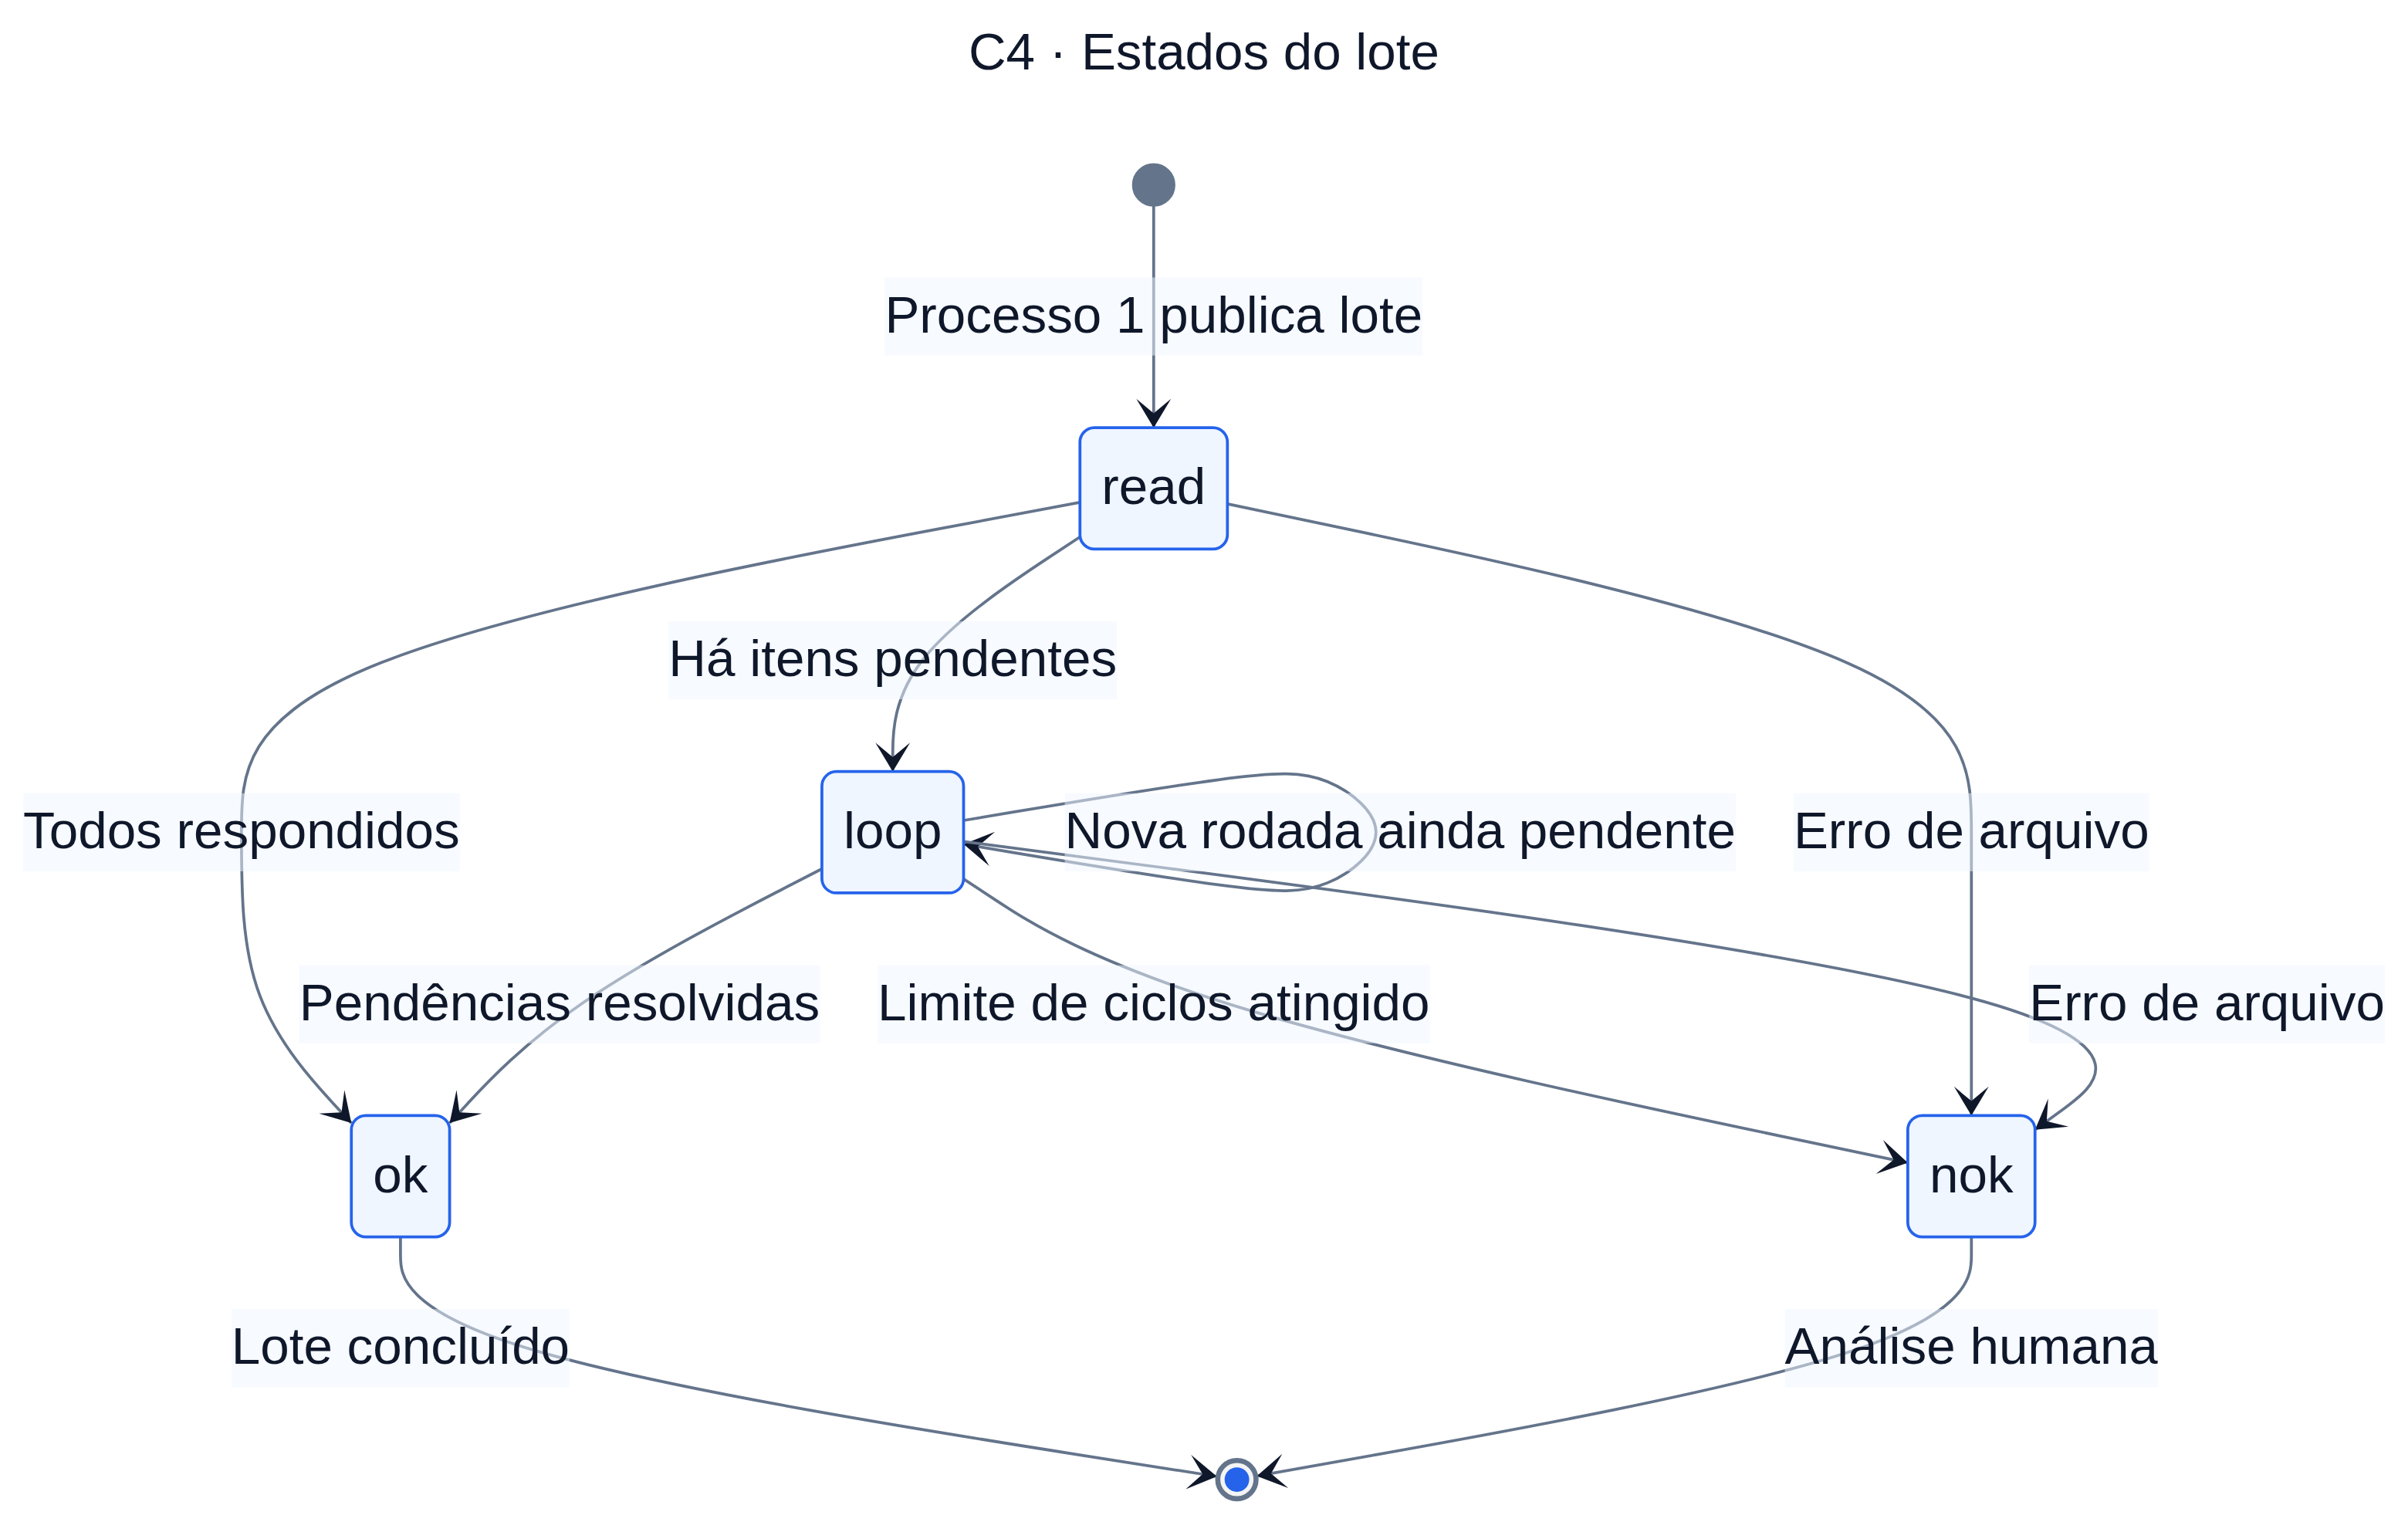 C4 · Estados do lote
Processo 1 publica lote
read
Há itens pendentes
Todos respondidos
loop
Nova rodada ainda pendente
Erro de arquivo
Pendências resolvidas
Limite de ciclos atingido
Erro de arquivo
ok
nok
Lote concluído
Análise humana